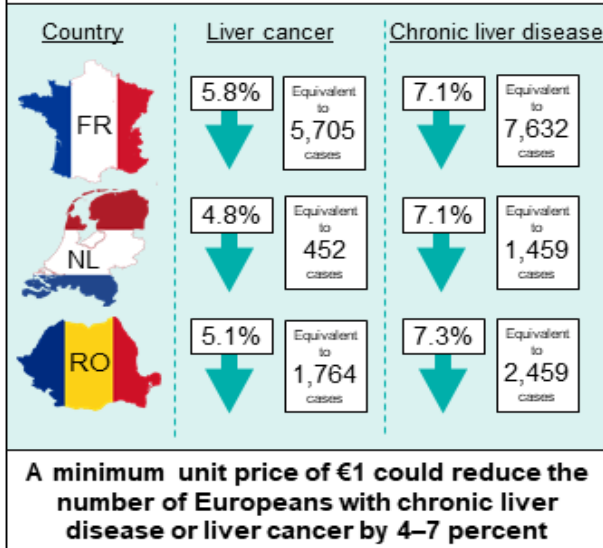 Country Liver cancer Chronic liver disease
FR
5.8%
Equivalent
to
5,705
cases
7.1%
Equivalent
to
7,632
cases
NL
4.8%
Equivalent
to
452
cases
7.1%
Equivalent
to
1,459
cases
RO
5.1%
Equivalent
to
1,764
cases
7.3%
Equivalent
to
2,459
cases
A minimum unit price of €1 could reduce the
number of Europeans with chronic liver
disease or liver cancer by 4–7 percent